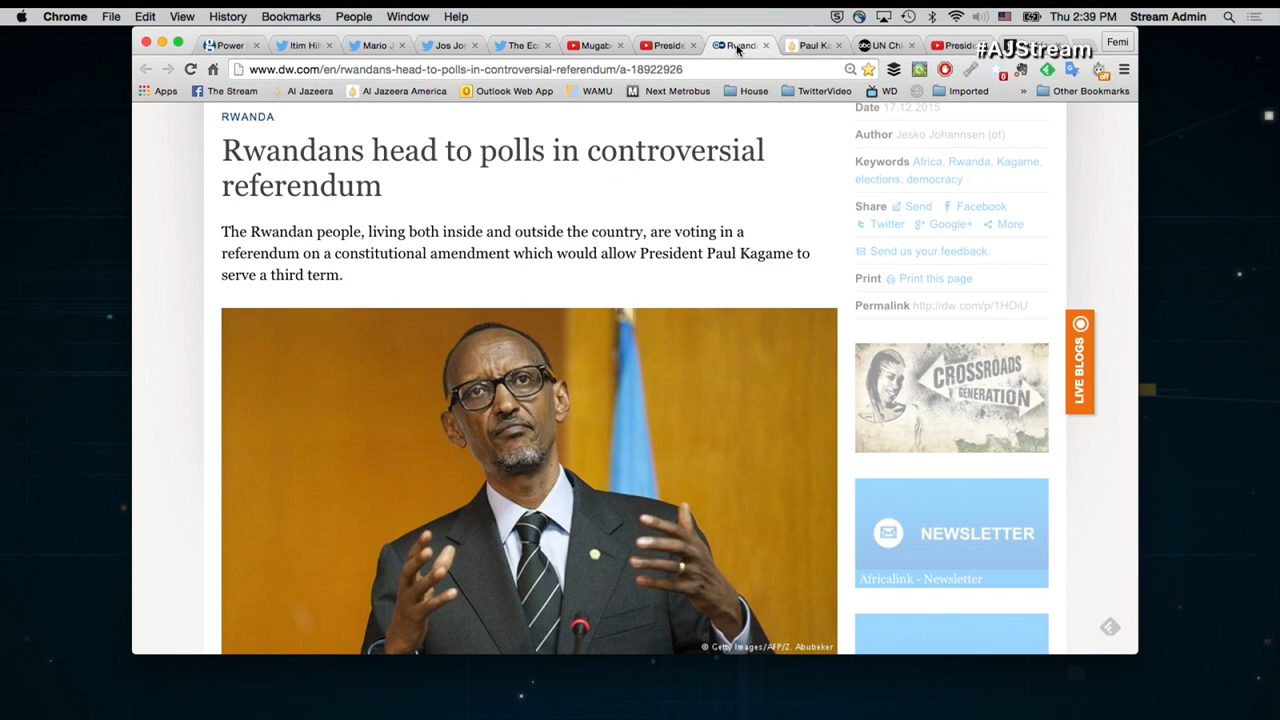 Chrome File Edit View History Bookmarks People Window Help
Thu 2:39 PM Stream Admin
Power
Itim Hi
Mario J
Jos Jo
The Ec
Mugab
Preside
Rwand
Paul K
abc UN Ch
Presid
#AJStream
Femi
www.dw.com/en/rwandans-head-to-polls-in-controversial-referendum/a-18922926
Apps The Stream Al Jazeera Al Jazeera America Outlook Web App WAMU Next Metrobus House TwitterVideo WD Imported » Other Bookmarks
RWANDA
Rwandans head to polls in controversial
referendum
The Rwandan people, living both inside and outside the country, are voting in a
referendum on a constitutional amendment which would allow President Paul Kagame to
serve a third term.
© Getty Images/AFP/Z. Abubeker
Date 17.12.2015
Author Jesko Johannsen (ot)
Keywords Africa, Rwanda, Kagame,
elections, democracy
Share Send Facebook
Twitter Google+ More
Send us your feedback.
Print Print this page
Permalink http://dw.com/p/1HOiU
CROSSROADS
GENERATION
NEWSLETTER
Africalink - Newsletter
LIVE BLOGS